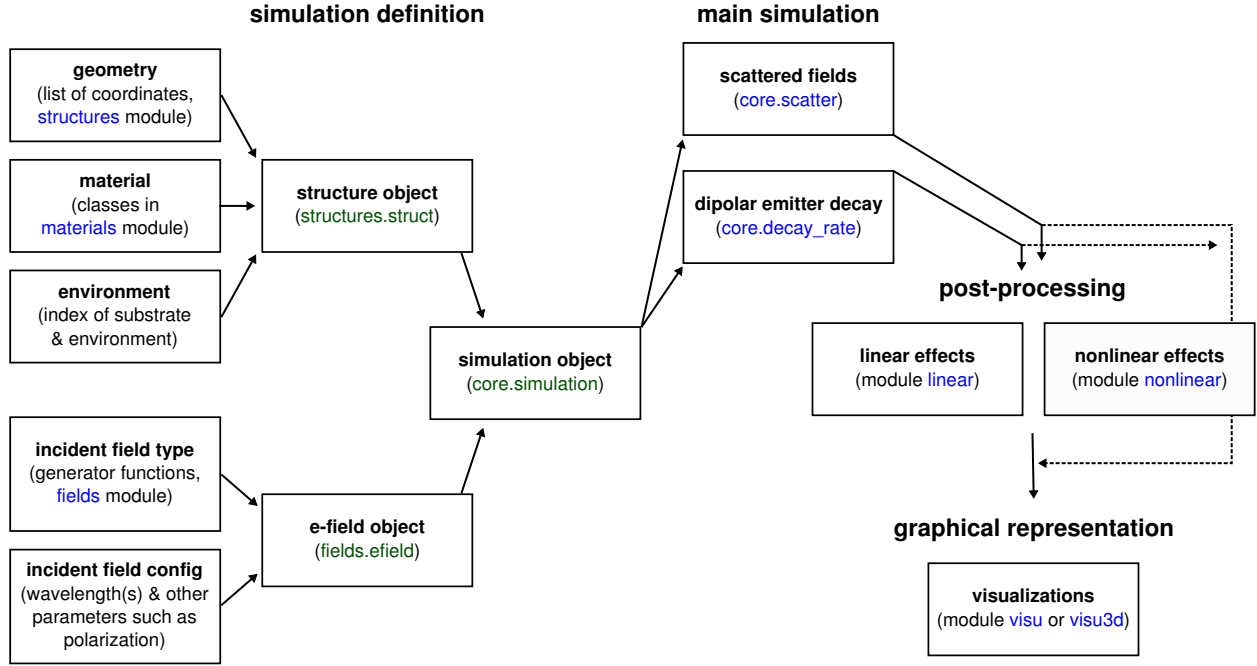 simulation definition
main simulation
geometry
(list of coordinates,
structures module)
material
(classes in
materials module)
environment
(index of substrate
& environment)
structure object
(structures.struct)
incident field type
(generator functions,
fields module)
incident field config
(wavelength(s) & other
parameters such as
polarization)
e-field object
(fields.efield)
simulation object
(core.simulation)
scattered fields
(core.scatter)
dipolar emitter decay
(core.decay_rate)
post-processing
linear effects
(module linear)
nonlinear effects
(module nonlinear)
graphical representation
visualizations
(module visu or visu3d)